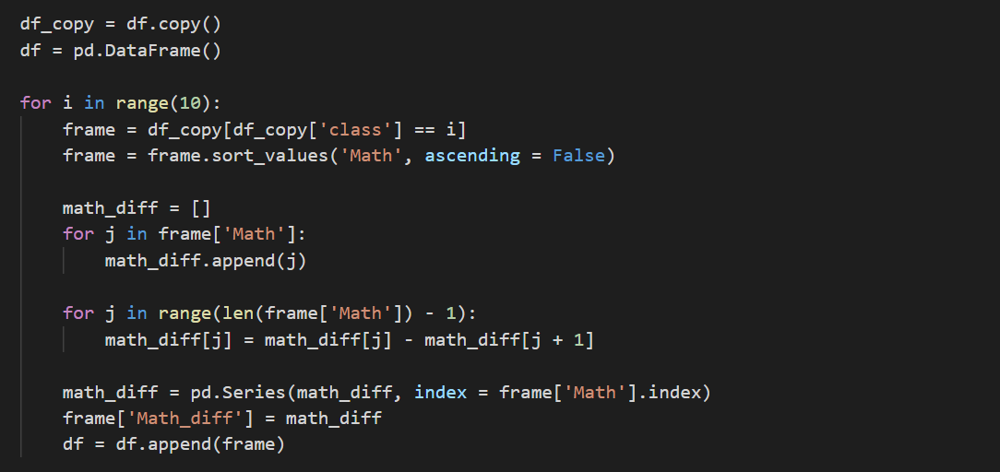 df_copy = df.copy()
df = pd.DataFrame()
for i in range(10):
    frame = df_copy[df_copy['class'] == i]
    frame = frame.sort_values('Math', ascending = False)
    math_diff = []
    for j in frame['Math']:
        math_diff.append(j)
    for j in range(len(frame['Math']) - 1):
        math_diff[j] = math_diff[j] - math_diff[j + 1]
    math_diff = pd.Series(math_diff, index = frame['Math'].index)
    frame['Math_diff'] = math_diff
    df = df.append(frame)